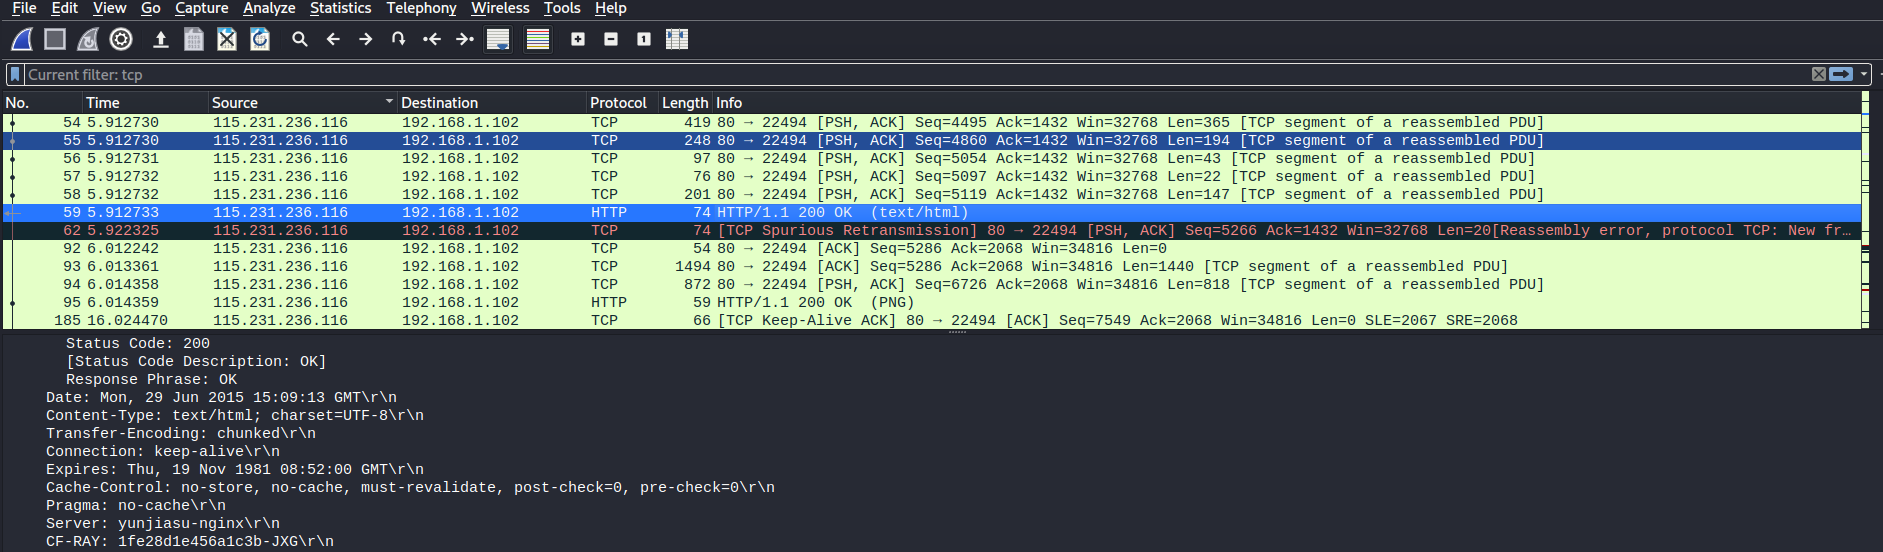 File Edit View Go Capture Analyze Statistics Telephony Wireless Tools Help
Current filter: tcp
No. Time Source Destination Protocol Length Info
54 5.912730 115.231.236.116 192.168.1.102 TCP 419 80 → 22494 [PSH, ACK] Seq=4495 Ack=1432 Win=32768 Len=365 [TCP segment of a reassembled PDU]
55 5.912730 115.231.236.116 192.168.1.102 TCP 248 80 → 22494 [PSH, ACK] Seq=4860 Ack=1432 Win=32768 Len=194 [TCP segment of a reassembled PDU]
56 5.912731 115.231.236.116 192.168.1.102 TCP 97 80 → 22494 [PSH, ACK] Seq=5054 Ack=1432 Win=32768 Len=43 [TCP segment of a reassembled PDU]
57 5.912732 115.231.236.116 192.168.1.102 TCP 76 80 → 22494 [PSH, ACK] Seq=5097 Ack=1432 Win=32768 Len=22 [TCP segment of a reassembled PDU]
58 5.912732 115.231.236.116 192.168.1.102 TCP 201 80 → 22494 [PSH, ACK] Seq=5119 Ack=1432 Win=32768 Len=147 [TCP segment of a reassembled PDU]
59 5.912733 115.231.236.116 192.168.1.102 HTTP 74 HTTP/1.1 200 OK (text/html)
62 5.922325 115.231.236.116 192.168.1.102 TCP 74 [TCP Spurious Retransmission] 80 → 22494 [PSH, ACK] Seq=5266 Ack=1432 Win=32768 Len=20[Reassembly error, protocol TCP: New fr…
92 6.012242 115.231.236.116 192.168.1.102 TCP 54 80 → 22494 [ACK] Seq=5286 Ack=2068 Win=34816 Len=0
93 6.013361 115.231.236.116 192.168.1.102 TCP 1494 80 → 22494 [ACK] Seq=5286 Ack=2068 Win=34816 Len=1440 [TCP segment of a reassembled PDU]
94 6.014358 115.231.236.116 192.168.1.102 TCP 872 80 → 22494 [PSH, ACK] Seq=6726 Ack=2068 Win=34816 Len=818 [TCP segment of a reassembled PDU]
95 6.014359 115.231.236.116 192.168.1.102 HTTP 59 HTTP/1.1 200 OK (PNG)
185 16.024470 115.231.236.116 192.168.1.102 TCP 66 [TCP Keep-Alive ACK] 80 → 22494 [ACK] Seq=7549 Ack=2068 Win=34816 Len=0 SLE=2067 SRE=2068
Status Code: 200
[Status Code Description: OK]
Response Phrase: OK
Date: Mon, 29 Jun 2015 15:09:13 GMT\r\n
Content-Type: text/html; charset=UTF-8\r\n
Transfer-Encoding: chunked\r\n
Connection: keep-alive\r\n
Expires: Thu, 19 Nov 1981 08:52:00 GMT\r\n
Cache-Control: no-store, no-cache, must-revalidate, post-check=0, pre-check=0\r\n
Pragma: no-cache\r\n
Server: yunjiasu-nginx\r\n
CF-RAY: 1fe28d1e456a1c3b-JXG\r\n